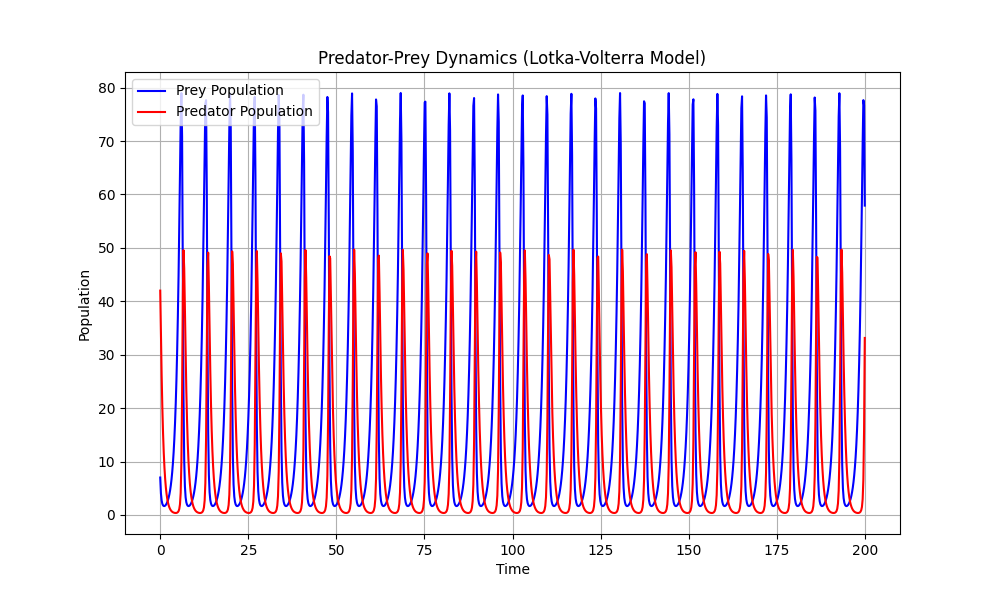 Predator-Prey Dynamics (Lotka-Volterra Model)
Prey Population
Predator Population
80
70
60
50
40
30
20
10
0
Population
0 25 50 75 100 125 150 175 200
Time